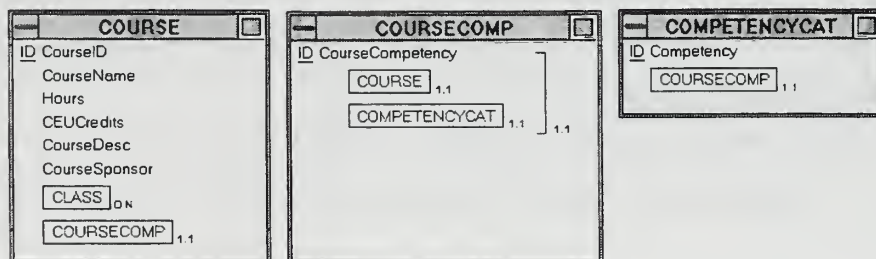 COURSE
ID CourseID
CourseName
Hours
CEUCredits
CourseDesc
CourseSponsor
CLASS 0.N
COURSECOMP 1.1
COURSECOMP
ID CourseCompetency
COURSE 1.1
COMPETENCYCAT 1.1
1.1
COMPETENCYCAT
ID Competency
COURSECOMP 1.1